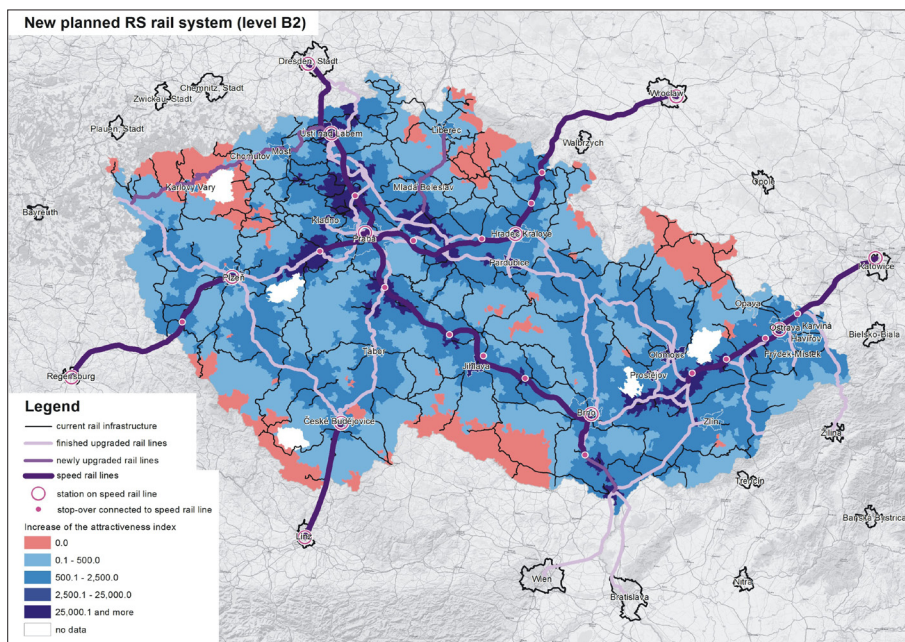 New planned RS rail system (level B2)
Dresden, Stadt
Chemnitz, Stadt
Zwickau, Stadt
Wroclaw
Plauen, Stadt
Ústí nad Labem
Liberec
Walbrzych
Most
Chomutov
Opole
Karlovy Vary
Mladá Boleslav
Bayreuth
Kladno
Praha
Hradec Králové
Pardubice
Katowice
Plzeň
Opava
Ostrava
Karviná
Havířov
Bielsko-Biala
Tábor
Olomouc
Frýdek-Místek
Jihlava
Prostějov
Regensburg
Brno
Zlín
České Budějovice
Žilina
Trenčín
Banská Bystrica
Linz
Wien
Bratislava
Nitra
Legend
current rail infrastructure
finished upgraded rail lines
newly upgraded rail lines
speed rail lines
station on speed rail line
stop-over connected to speed rail line
Increase of the attractiveness index
0.0
0.1 - 500.0
500.1 - 2,500.0
2,500.1 - 25,000.0
25,000.1 and more
no data